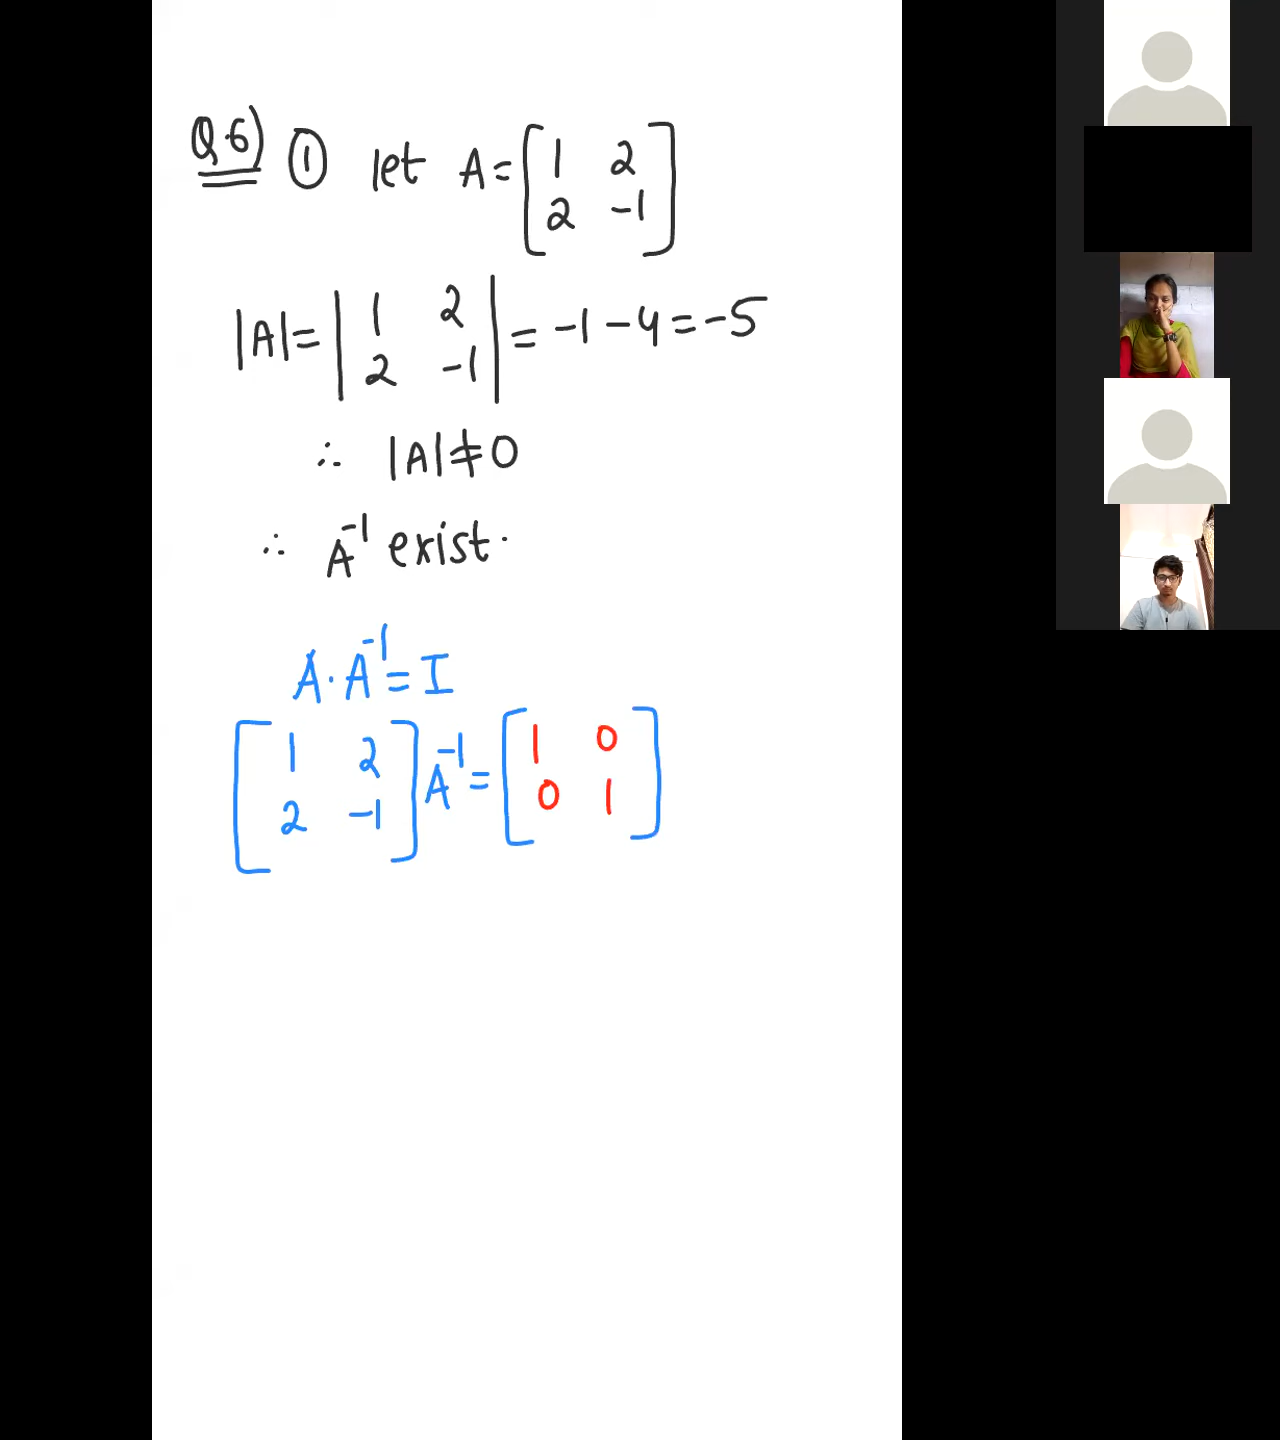 Q.6) ① let A = [1 2
2 -1]
|A| = |1 2
2 -1| = -1 - 4 = -5
∴ |A| ≠ 0
∴ A⁻¹ exist.
A · A⁻¹ = I
[1 2
2 -1] A⁻¹ = [1 0
0 1]